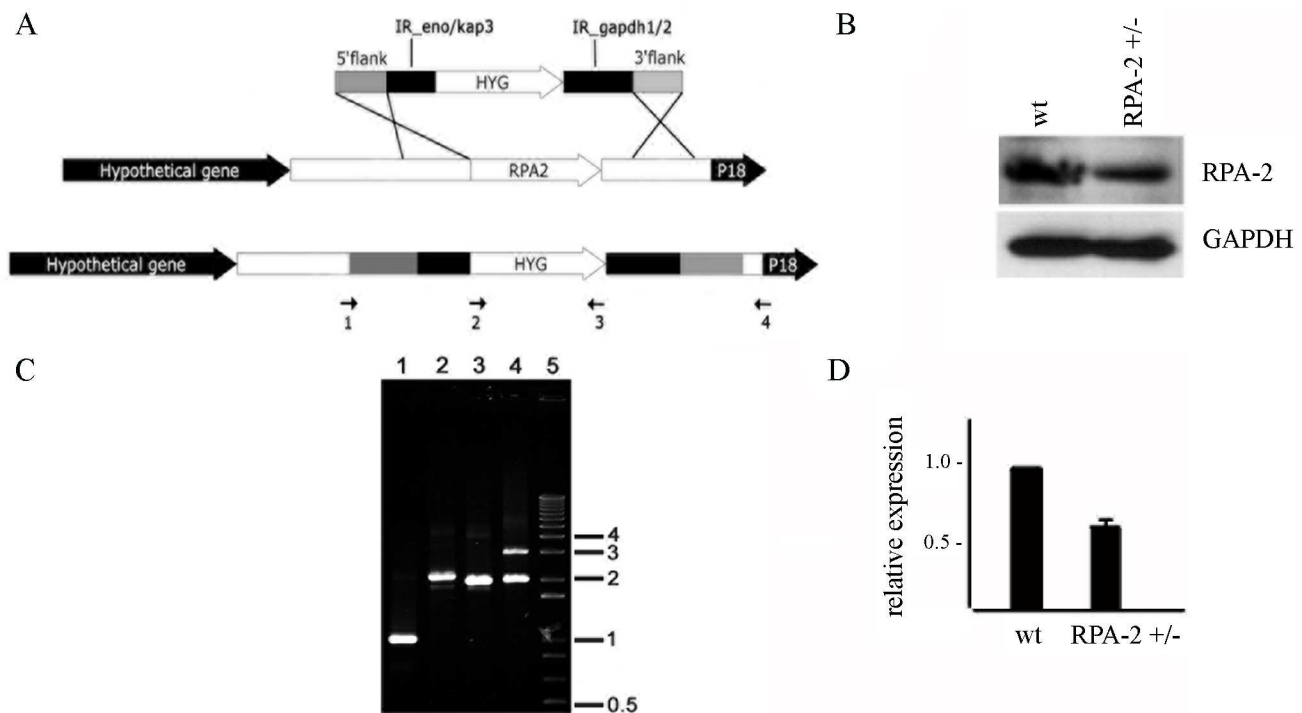 A
IR_eno/kap3
IR_gapdh1/2
5'flank
3'flank
HYG
Hypothetical gene
RPA2
P18
Hypothetical gene
HYG
P18
1
2
3
4
B
wt
RPA-2 +/-
RPA-2
GAPDH
C
1 2 3 4 5
4
3
2
1
0.5
D
relative expression
1.0 -
0.5 -
wt
RPA-2 +/-